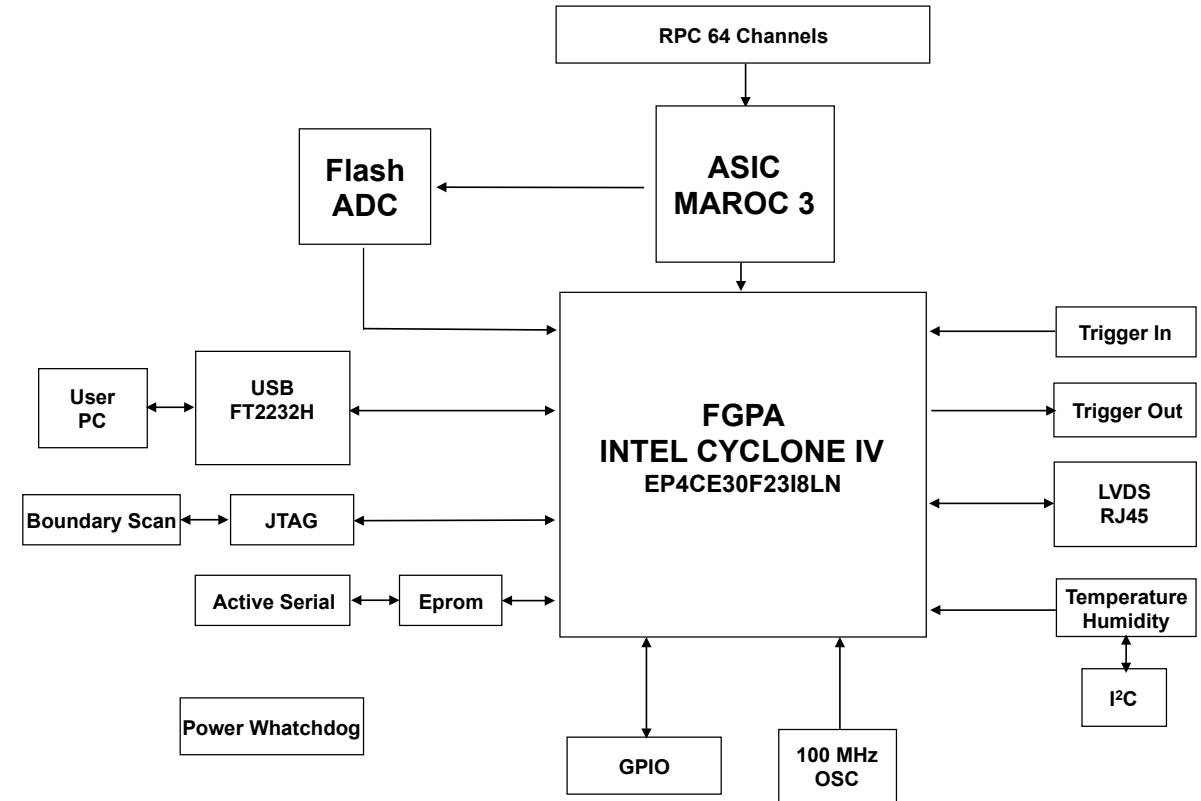 RPC 64 Channels
Flash
ADC
ASIC
MAROC 3
Trigger In
User
PC
USB
FT2232H
FGPA
INTEL CYCLONE IV
EP4CE30F23I8LN
Trigger Out
LVDS
RJ45
Boundary Scan
JTAG
Active Serial
Eprom
Temperature
Humidity
I²C
Power Whatchdog
GPIO
100 MHz
OSC